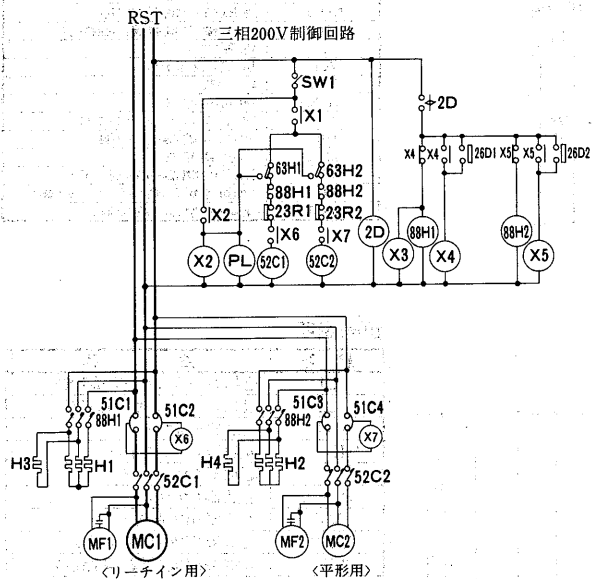 RST
三相200V制御回路
SW1
X1
2D
63H1
63H2
X4
X4
26D1
X5
X5
26D2
88H1
88H2
X2
23R1
23R2
X6
X7
X2
PL
52C1
52C2
2D
X3
88H1
X4
88H2
X5
51C1
51C2
51C3
51C4
88H1
88H2
X6
X7
H3
H1
H4
H2
52C1
52C2
MF1
MC1
MF2
MC2
〈リーチイン用〉
〈平形用〉